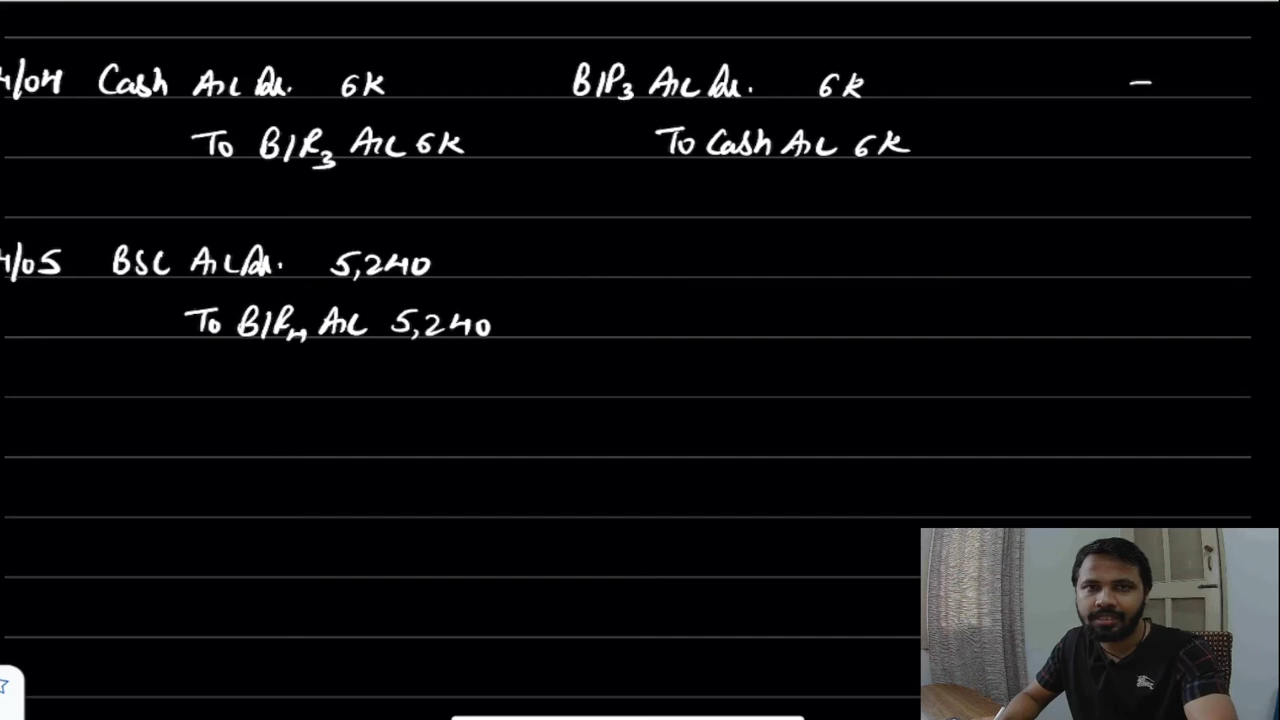 4/04 Cash A/c Dr. 6k B/P3 A/c Dr. 6k –
To B/R3 A/c 6k To Cash A/c 6k
4/05 BSC A/c Dr. 5,240
To B/R4 A/c 5,240